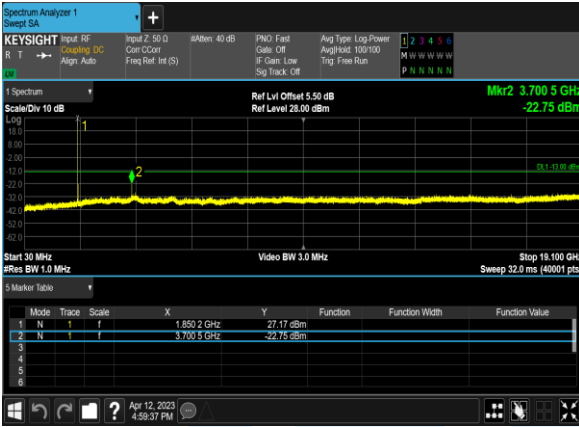 Spectrum Analyzer 1
Swept SA
+
KEYSIGHT
R T
Input: RF
Coupling: DC
Align: Auto
Input Z: 50 Ω
Corr CCorr
Freq Ref: Int (S)
#Atten: 40 dB
PNO: Fast
Gate: Off
IF Gain: Low
Sig Track: Off
Avg Type: Log-Power
Avg|Hold: 100/100
Trig: Free Run
1 2 3 4 5 6
M W W W W W
P N N N N N
1 Spectrum
Scale/Div 10 dB
Ref Lvl Offset 5.50 dB
Ref Level 28.00 dBm
Mkr2 3.700 5 GHz
-22.75 dBm
Log
18.0
8.00
-2.00
-12.0
-22.0
-32.0
-42.0
-52.0
-62.0
1
2
DL1 -13.00 dBm
Start 30 MHz
#Res BW 1.0 MHz
Video BW 3.0 MHz
Stop 19.100 GHz
Sweep 32.0 ms (40001 pts)
5 Marker Table
Mode Trace Scale X Y Function Function Width Function Value
1 N 1 f 1.850 2 GHz 27.17 dBm
2 N 1 f 3.700 5 GHz -22.75 dBm
3
4
5
6
?
Apr 12, 2023
4:59:37 PM